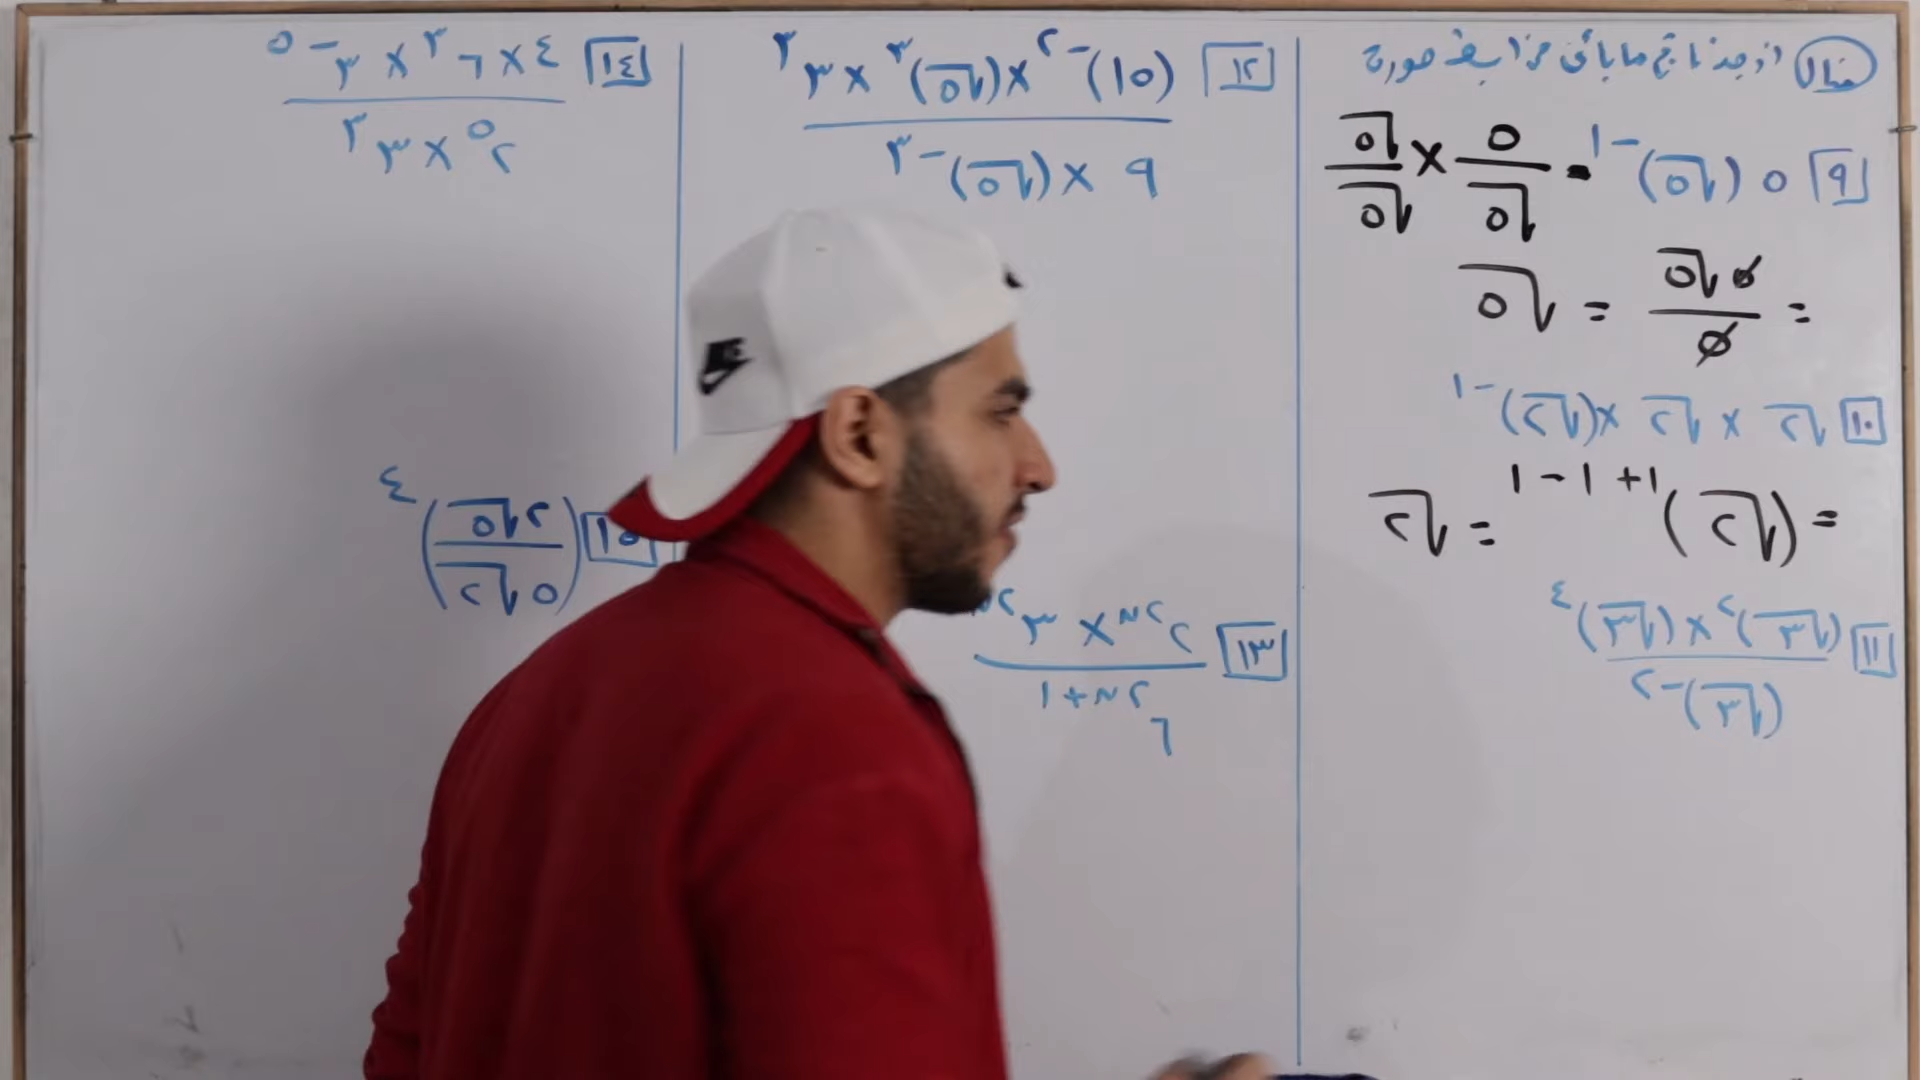 مثال أوجد ناتج ما يأتي في أبسط صورة
٩ ٥ (√٥)^-١ = ٥/√٥ × √٥/√٥
= ٥√٥/٥ = √٥
١٠ √٢ × √٢ × (√٢)^-١
= (√٢)^١+١-١ = √٢
١١ ((-√٣)^٢ × (√٣)^٤)/(√٣)^-٢
١٢ ((١٥)^-٢ × (√٥)^٣ × ٣^٣)/(٩ × (√٥)^-٣)
١٣ (٢^٢ن × ٣^٢ن)/٦^٢ن+١
١٤ (٤ × ٦^٢ × ٣^-٥)/(٢^٥ × ٣^٢)
١٥ (٢√٥/٥√٢)^٤